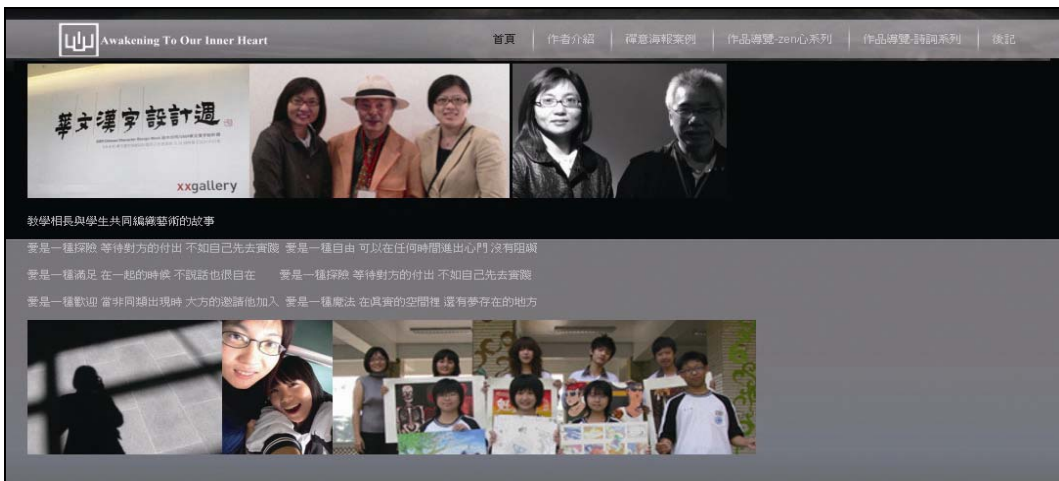 Awakening To Our Inner Heart
首頁
作者介紹
禪意海報案例
作品導覽-zen心系列
作品導覽-詩詞系列
後記
華文漢字設計週
xxgallery
教學相長與學生共同編織藝術的故事
愛是一種探險 等待對方的付出 不如自己先去實踐 愛是一種自由 可以在任何時間進出心門 沒有阻礙
愛是一種滿足 在一起的時候 不說話也很自在 愛是一種探險 等待對方的付出 不如自己先去實踐
愛是一種歡迎 當非同類出現時 大方的邀請他加入 愛是一種魔法 在真實的空間裡 還有夢存在的地方